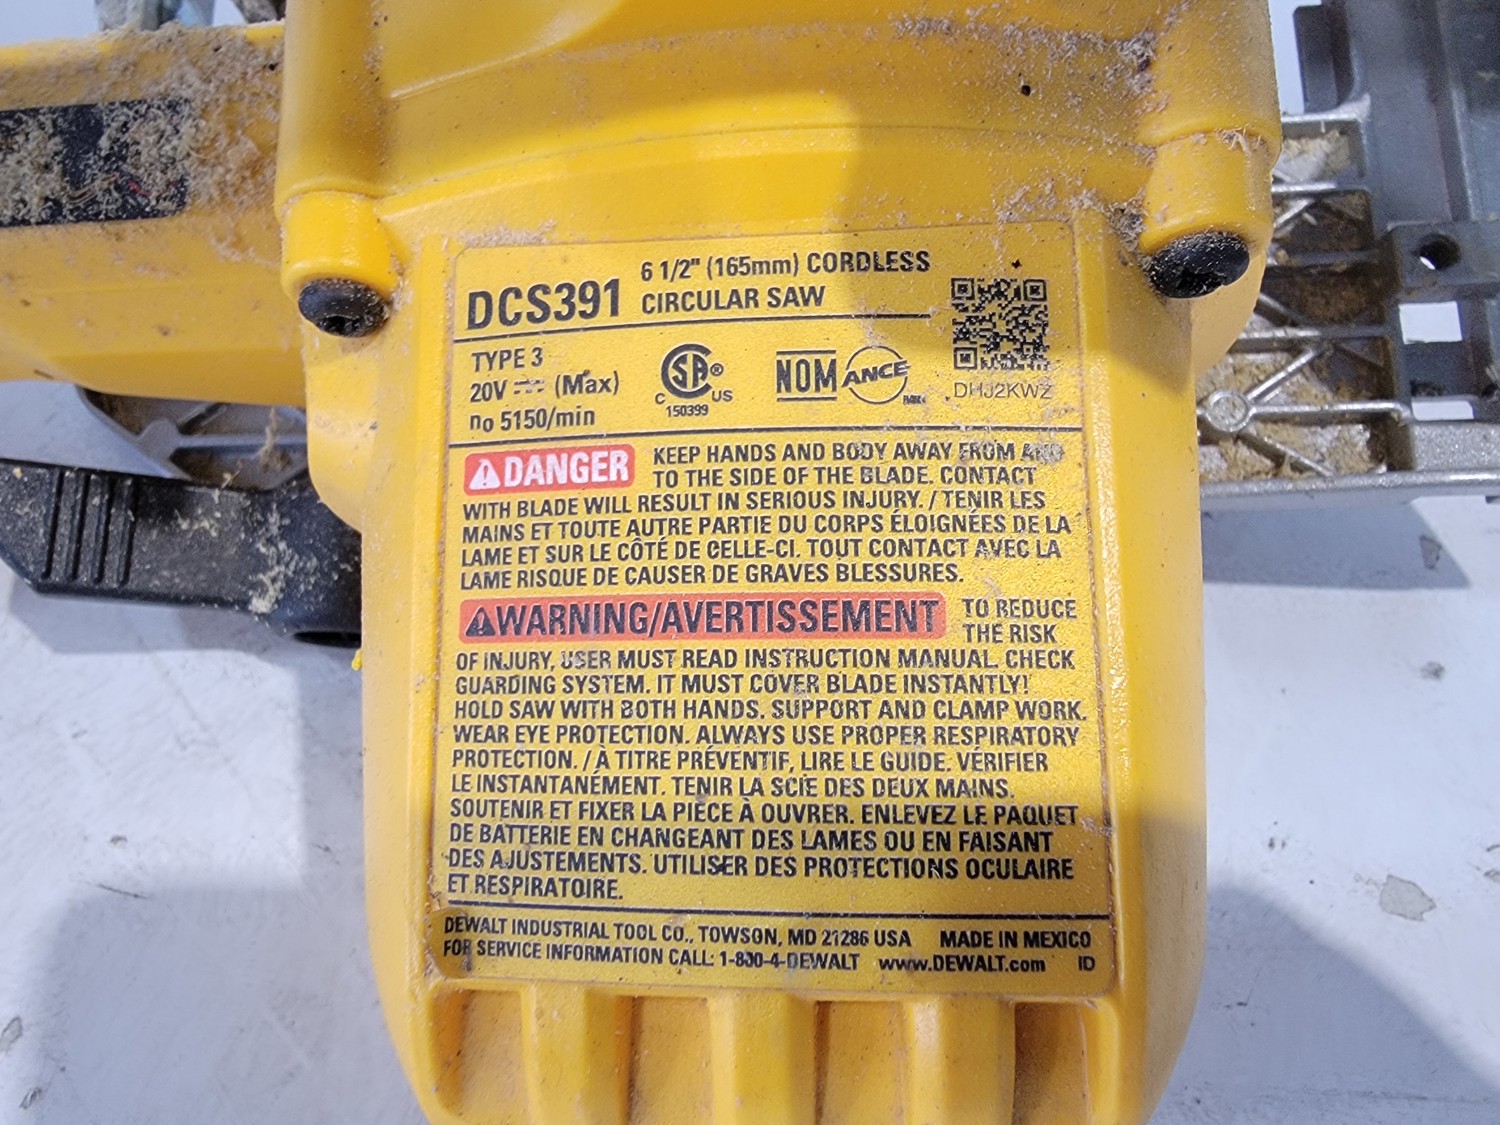 6 1/2" (165mm) CORDLESS
DCS391 CIRCULAR SAW
TYPE 3
20V ⎓ (Max)
no 5150/min
CSA® C US
150399
NOM ANCE
DHJ2KWZ
⚠DANGER KEEP HANDS AND BODY AWAY FROM AND
TO THE SIDE OF THE BLADE. CONTACT
WITH BLADE WILL RESULT IN SERIOUS INJURY. / TENIR LES
MAINS ET TOUTE AUTRE PARTIE DU CORPS ÉLOIGNÉES DE LA
LAME ET SUR LE CÔTÉ DE CELLE-CI. TOUT CONTACT AVEC LA
LAME RISQUE DE CAUSER DE GRAVES BLESSURES.
⚠WARNING/AVERTISSEMENT TO REDUCE
THE RISK
OF INJURY, USER MUST READ INSTRUCTION MANUAL. CHECK
GUARDING SYSTEM. IT MUST COVER BLADE INSTANTLY!
HOLD SAW WITH BOTH HANDS. SUPPORT AND CLAMP WORK.
WEAR EYE PROTECTION. ALWAYS USE PROPER RESPIRATORY
PROTECTION. / À TITRE PRÉVENTIF, LIRE LE GUIDE. VÉRIFIER
LE INSTANTANÉMENT. TENIR LA SCIE DES DEUX MAINS.
SOUTENIR ET FIXER LA PIÈCE À OUVRER. ENLEVEZ LE PAQUET
DE BATTERIE EN CHANGEANT DES LAMES OU EN FAISANT
DES AJUSTEMENTS. UTILISER DES PROTECTIONS OCULAIRE
ET RESPIRATOIRE.
DEWALT INDUSTRIAL TOOL CO., TOWSON, MD 21286 USA MADE IN MEXICO
FOR SERVICE INFORMATION CALL: 1-800-4-DEWALT www.DEWALT.com ID